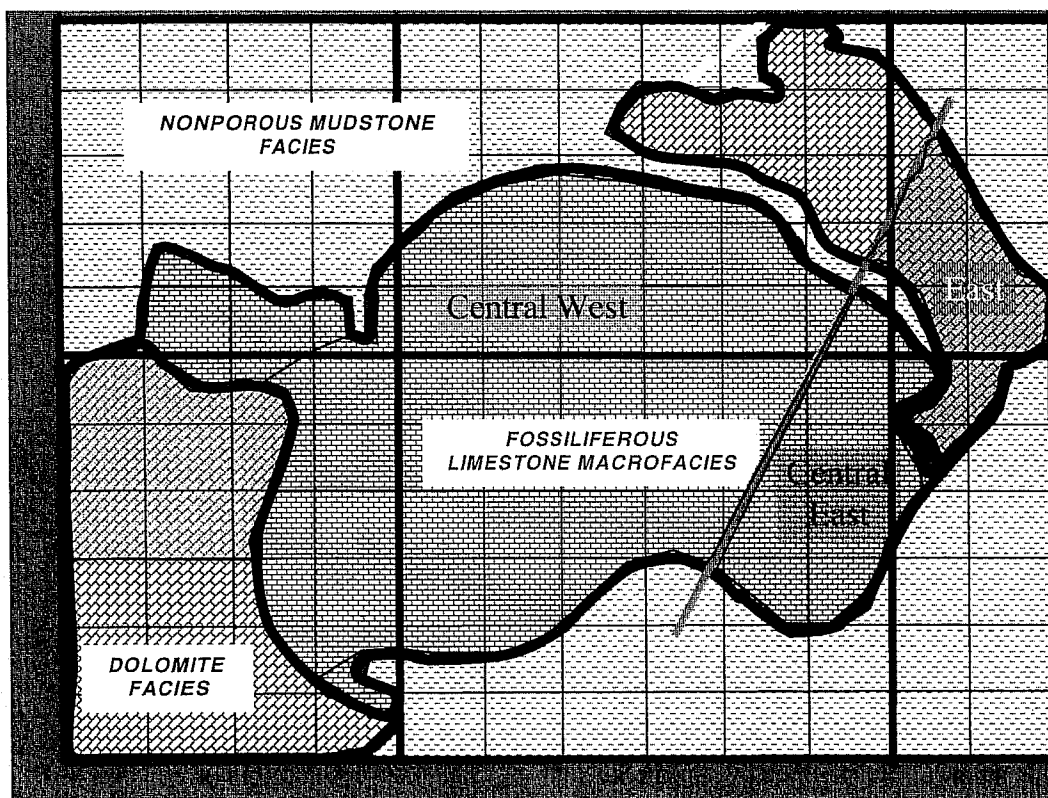 NONPOROUS MUDSTONE
FACIES
Central West
East
FOSSILIFEROUS
LIMESTONE MACROFACIES
Central
East
DOLOMITE
FACIES